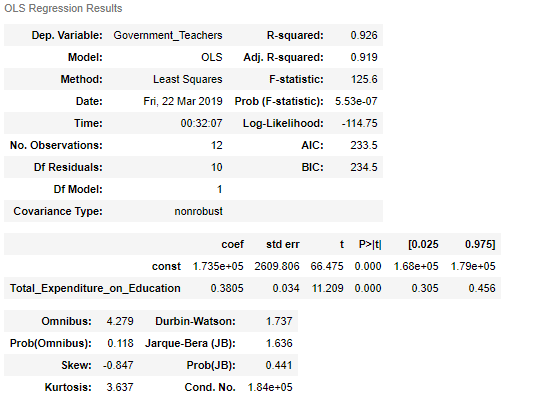 OLS Regression Results
Dep. Variable: Government_Teachers R-squared: 0.926
Model: OLS Adj. R-squared: 0.919
Method: Least Squares F-statistic: 125.6
Date: Fri, 22 Mar 2019 Prob (F-statistic): 5.53e-07
Time: 00:32:07 Log-Likelihood: -114.75
No. Observations: 12 AIC: 233.5
Df Residuals: 10 BIC: 234.5
Df Model: 1
Covariance Type: nonrobust
coef std err t P>|t| [0.025 0.975]
const 1.735e+05 2609.806 66.475 0.000 1.68e+05 1.79e+05
Total_Expenditure_on_Education 0.3805 0.034 11.209 0.000 0.305 0.456
Omnibus: 4.279 Durbin-Watson: 1.737
Prob(Omnibus): 0.118 Jarque-Bera (JB): 1.636
Skew: -0.847 Prob(JB): 0.441
Kurtosis: 3.637 Cond. No. 1.84e+05